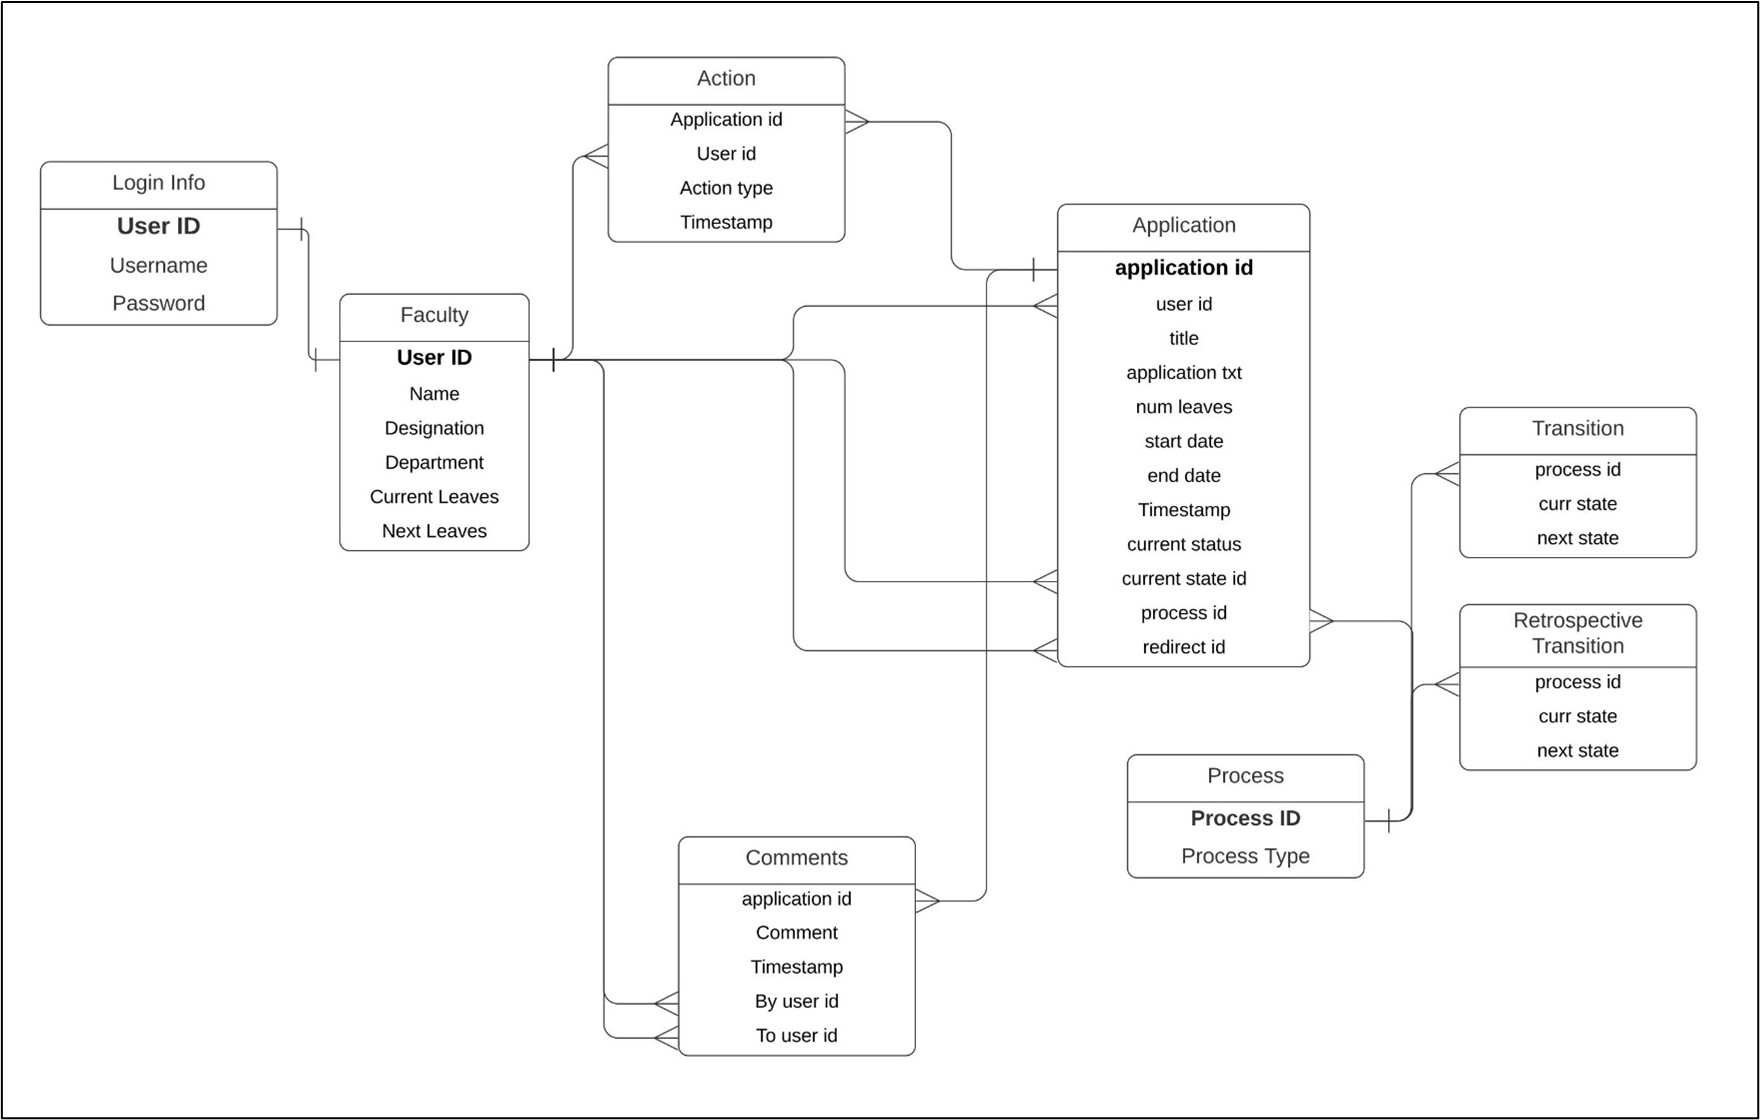 Login Info
User ID
Username
Password
Faculty
User ID
Name
Designation
Department
Current Leaves
Next Leaves
Action
Application id
User id
Action type
Timestamp
Application
application id
user id
title
application txt
num leaves
start date
end date
Timestamp
current status
current state id
process id
redirect id
Transition
process id
curr state
next state
Retrospective
Transition
process id
curr state
next state
Process
Process ID
Process Type
Comments
application id
Comment
Timestamp
By user id
To user id